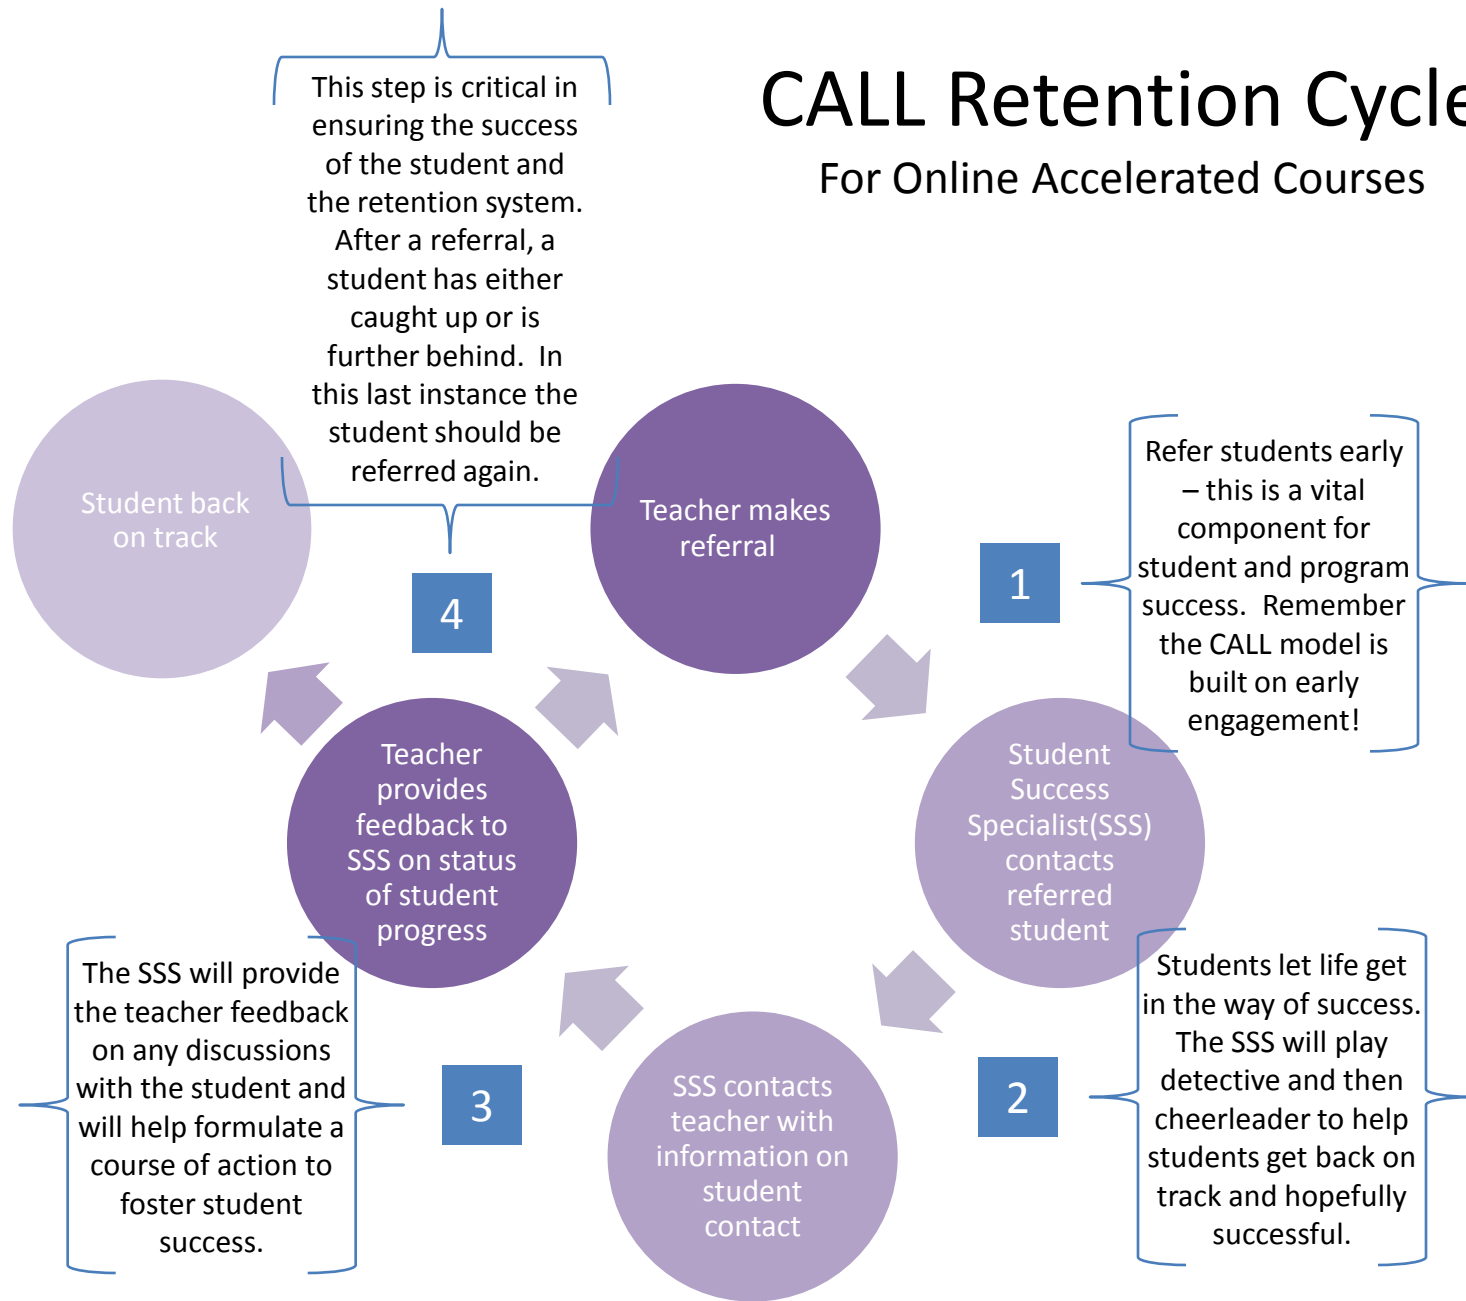 CALL Retention Cycle
For Online Accelerated Courses
This step is critical in
ensuring the success
of the student and
the retention system.
After a referral, a
student has either
caught up or is
further behind.  In
this last instance the
student should be
referred again.
Student back
on track
Teacher makes
referral
4
1
Refer students early
– this is a vital
component for
student and program
success.  Remember
the CALL model is
built on early
engagement!
Teacher
provides
feedback to
SSS on status
of student
progress
Student
Success
Specialist(SSS)
contacts
referred
student
The SSS will provide
the teacher feedback
on any discussions
with the student and
will help formulate a
course of action to
foster student
success.
3
SSS contacts
teacher with
information on
student
contact
2
Students let life get
in the way of success.
The SSS will play
detective and then
cheerleader to help
students get back on
track and hopefully
successful.